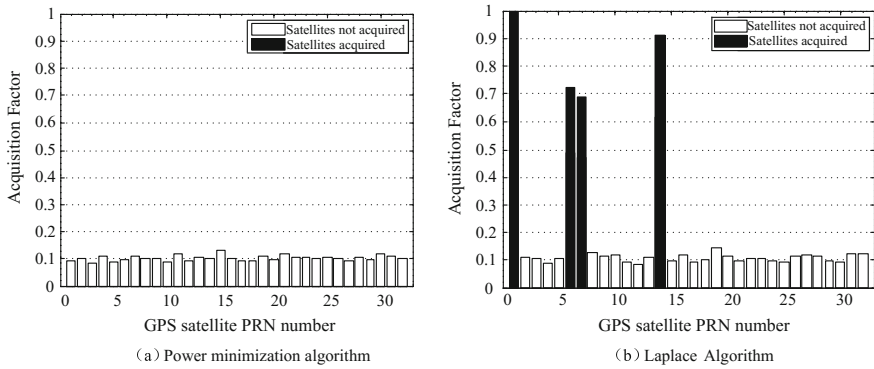 1
0.9
0.8
0.7
0.6
0.5
0.4
0.3
0.2
0.1
0
Acquisition Factor
Satellites not acquired
Satellites acquired
0 5 10 15 20 25 30
GPS satellite PRN number
（a）Power minimization algorithm
1
0.9
0.8
0.7
0.6
0.5
0.4
0.3
0.2
0.1
0
Acquisition Factor
Satellites not acquired
Satellites acquired
0 5 10 15 20 25 30
GPS satellite PRN number
（b）Laplace Algorithm